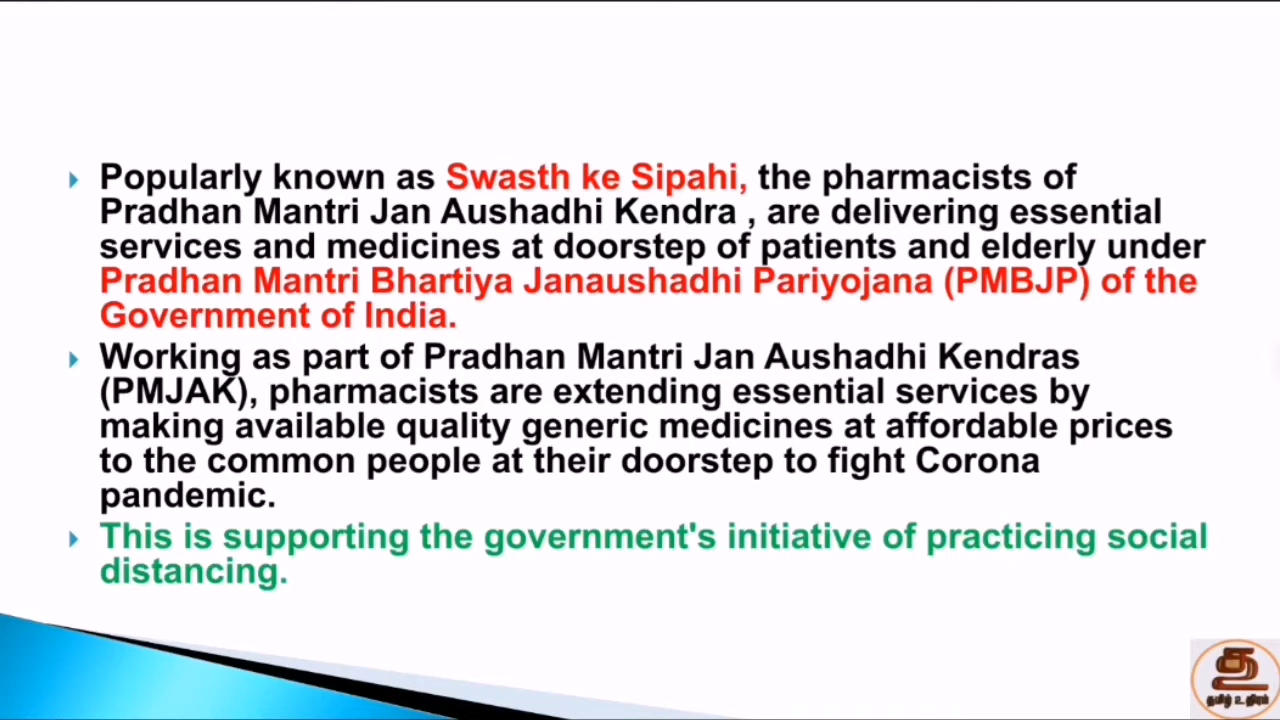 Popularly known as Swasth ke Sipahi, the pharmacists of
Pradhan Mantri Jan Aushadhi Kendra , are delivering essential
services and medicines at doorstep of patients and elderly under
Pradhan Mantri Bhartiya Janaushadhi Pariyojana (PMBJP) of the
Government of India.
Working as part of Pradhan Mantri Jan Aushadhi Kendras
(PMJAK), pharmacists are extending essential services by
making available quality generic medicines at affordable prices
to the common people at their doorstep to fight Corona
pandemic.
This is supporting the government's initiative of practicing social
distancing.
த
தமிழ் உதிரம்